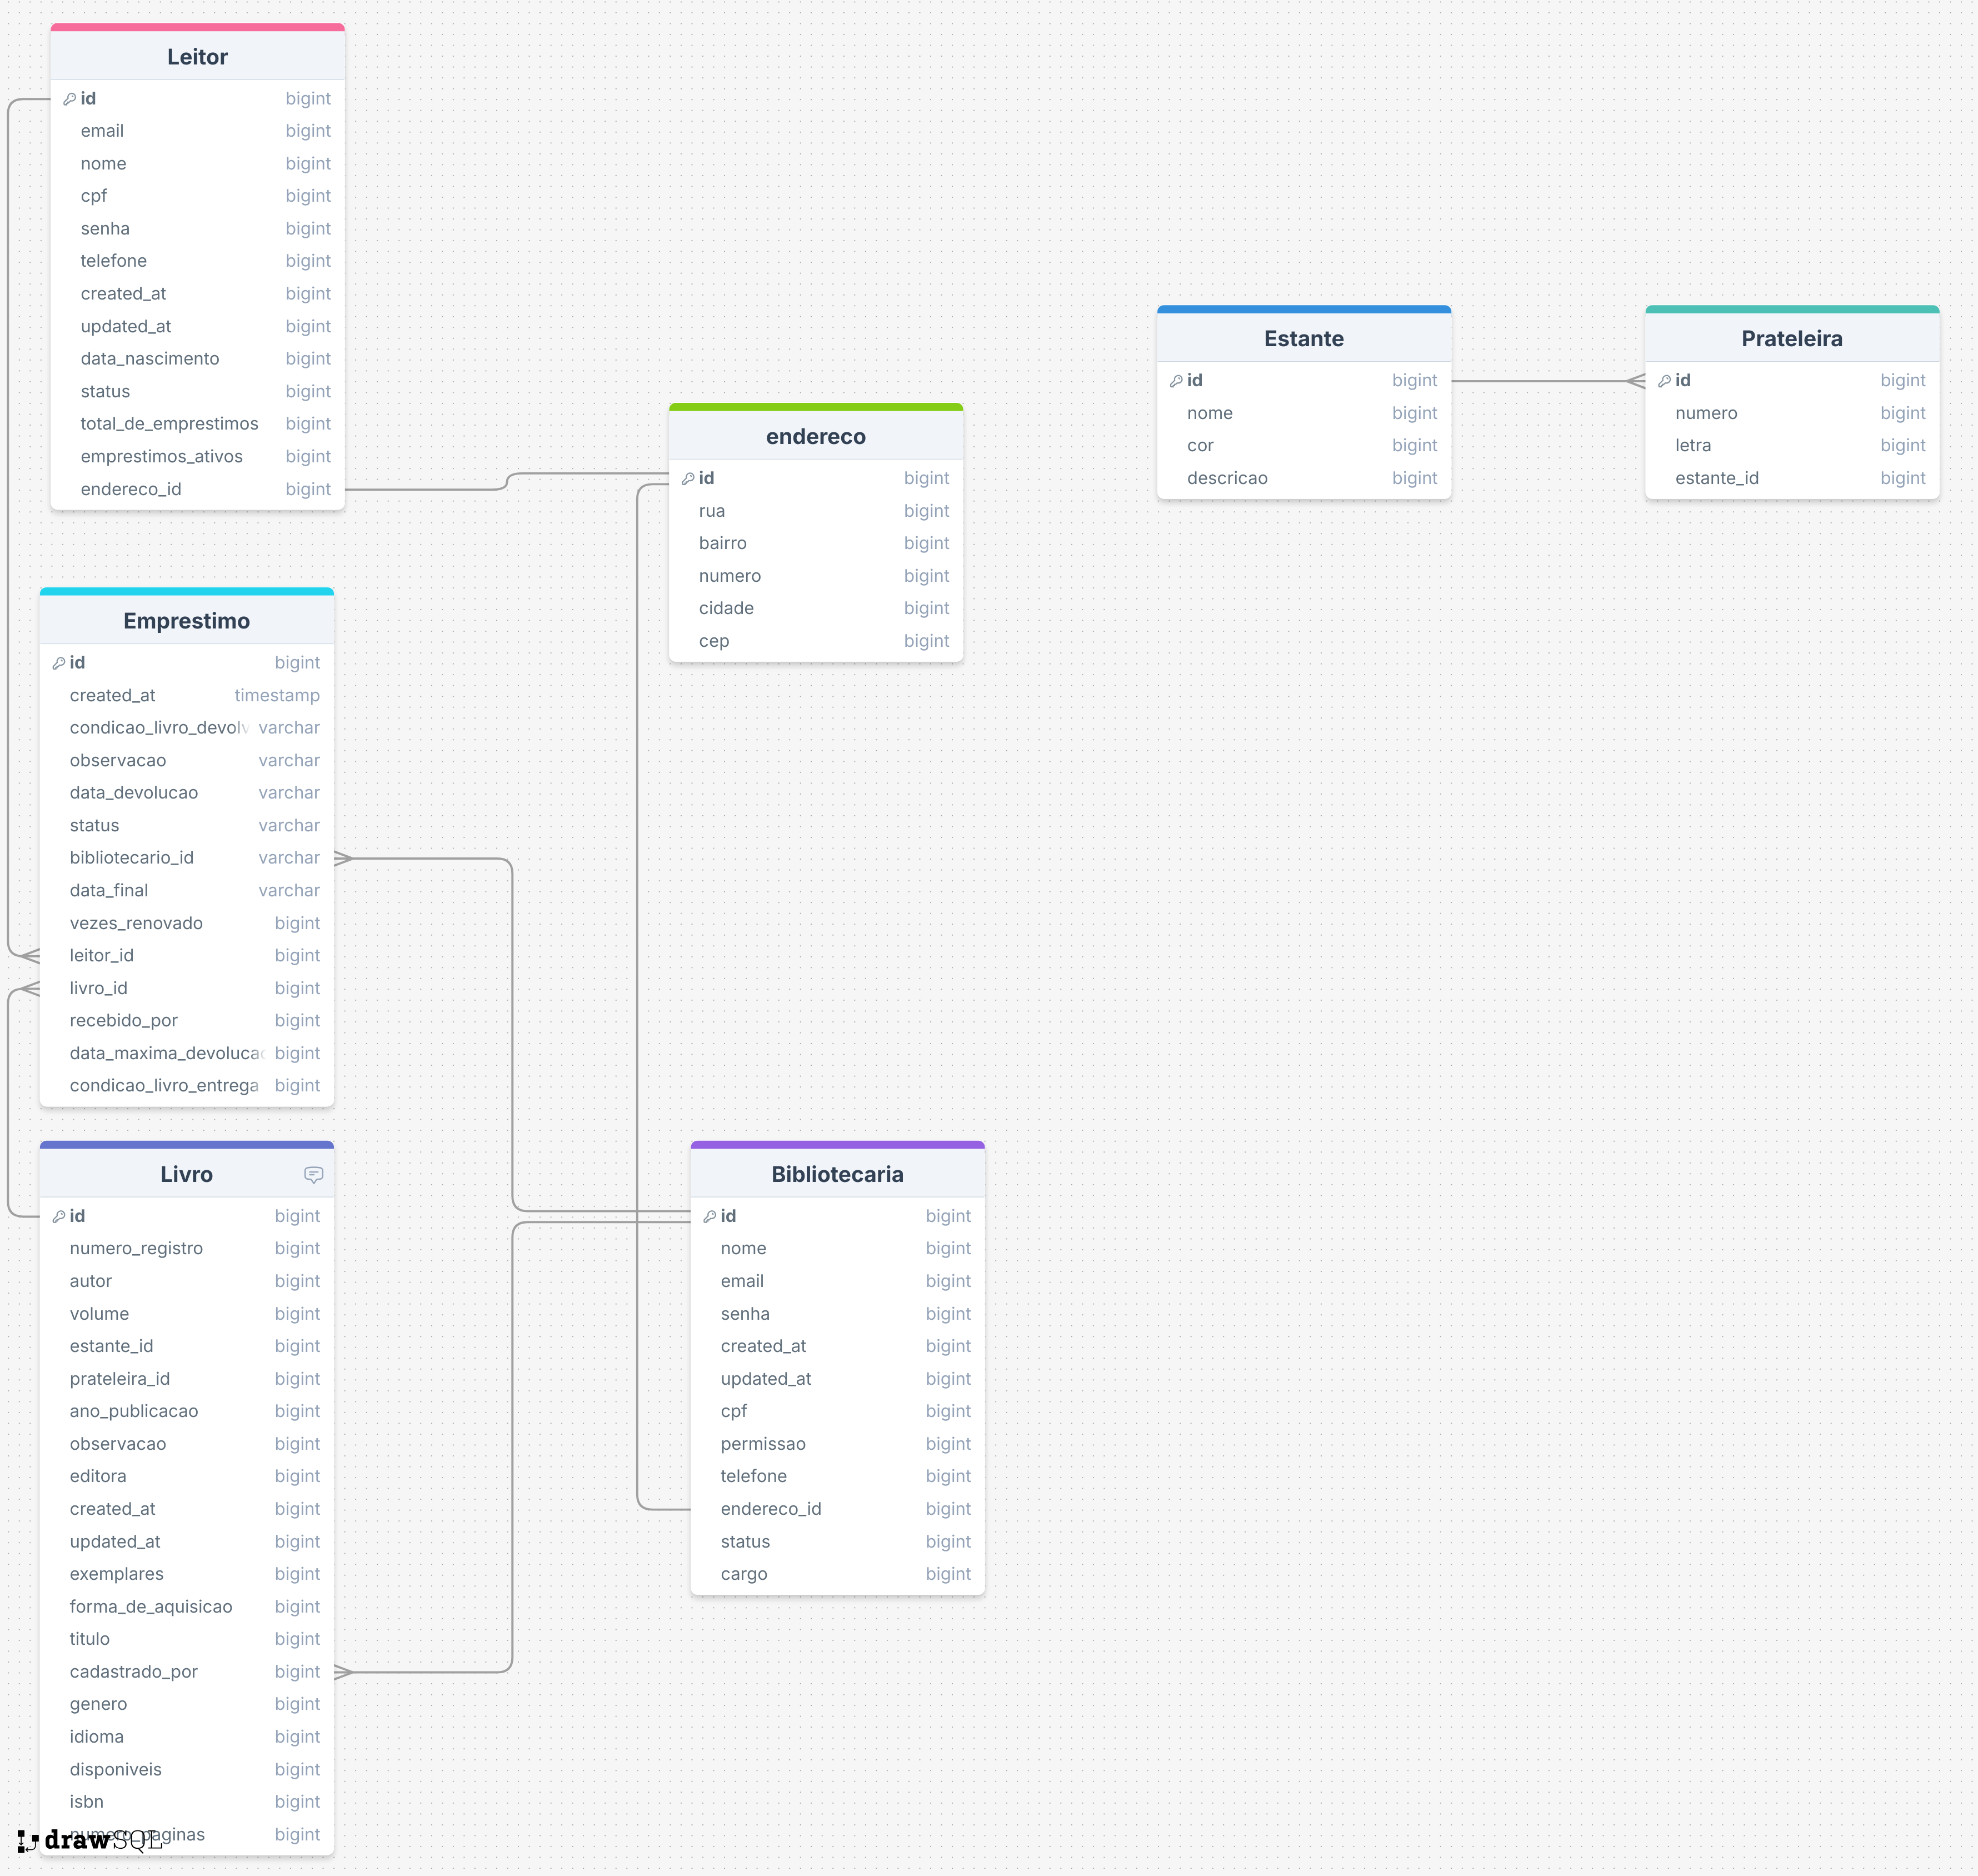 Leitor
id bigint
email bigint
nome bigint
cpf bigint
senha bigint
telefone bigint
created_at bigint
updated_at bigint
data_nascimento bigint
status bigint
total_de_emprestimos bigint
emprestimos_ativos bigint
endereco_id bigint
endereco
id bigint
rua bigint
bairro bigint
numero bigint
cidade bigint
cep bigint
Estante
id bigint
nome bigint
cor bigint
descricao bigint
Prateleira
id bigint
numero bigint
letra bigint
estante_id bigint
Emprestimo
id bigint
created_at timestamp
condicao_livro_devolv varchar
observacao varchar
data_devolucao varchar
status varchar
bibliotecario_id varchar
data_final varchar
vezes_renovado bigint
leitor_id bigint
livro_id bigint
recebido_por bigint
data_maxima_devolucao bigint
condicao_livro_entrega bigint
Livro
id bigint
numero_registro bigint
autor bigint
volume bigint
estante_id bigint
prateleira_id bigint
ano_publicacao bigint
observacao bigint
editora bigint
created_at bigint
updated_at bigint
exemplares bigint
forma_de_aquisicao bigint
titulo bigint
cadastrado_por bigint
genero bigint
idioma bigint
disponiveis bigint
isbn bigint
numero_paginas bigint
drawSQL
Bibliotecaria
id bigint
nome bigint
email bigint
senha bigint
created_at bigint
updated_at bigint
cpf bigint
permissao bigint
telefone bigint
endereco_id bigint
status bigint
cargo bigint